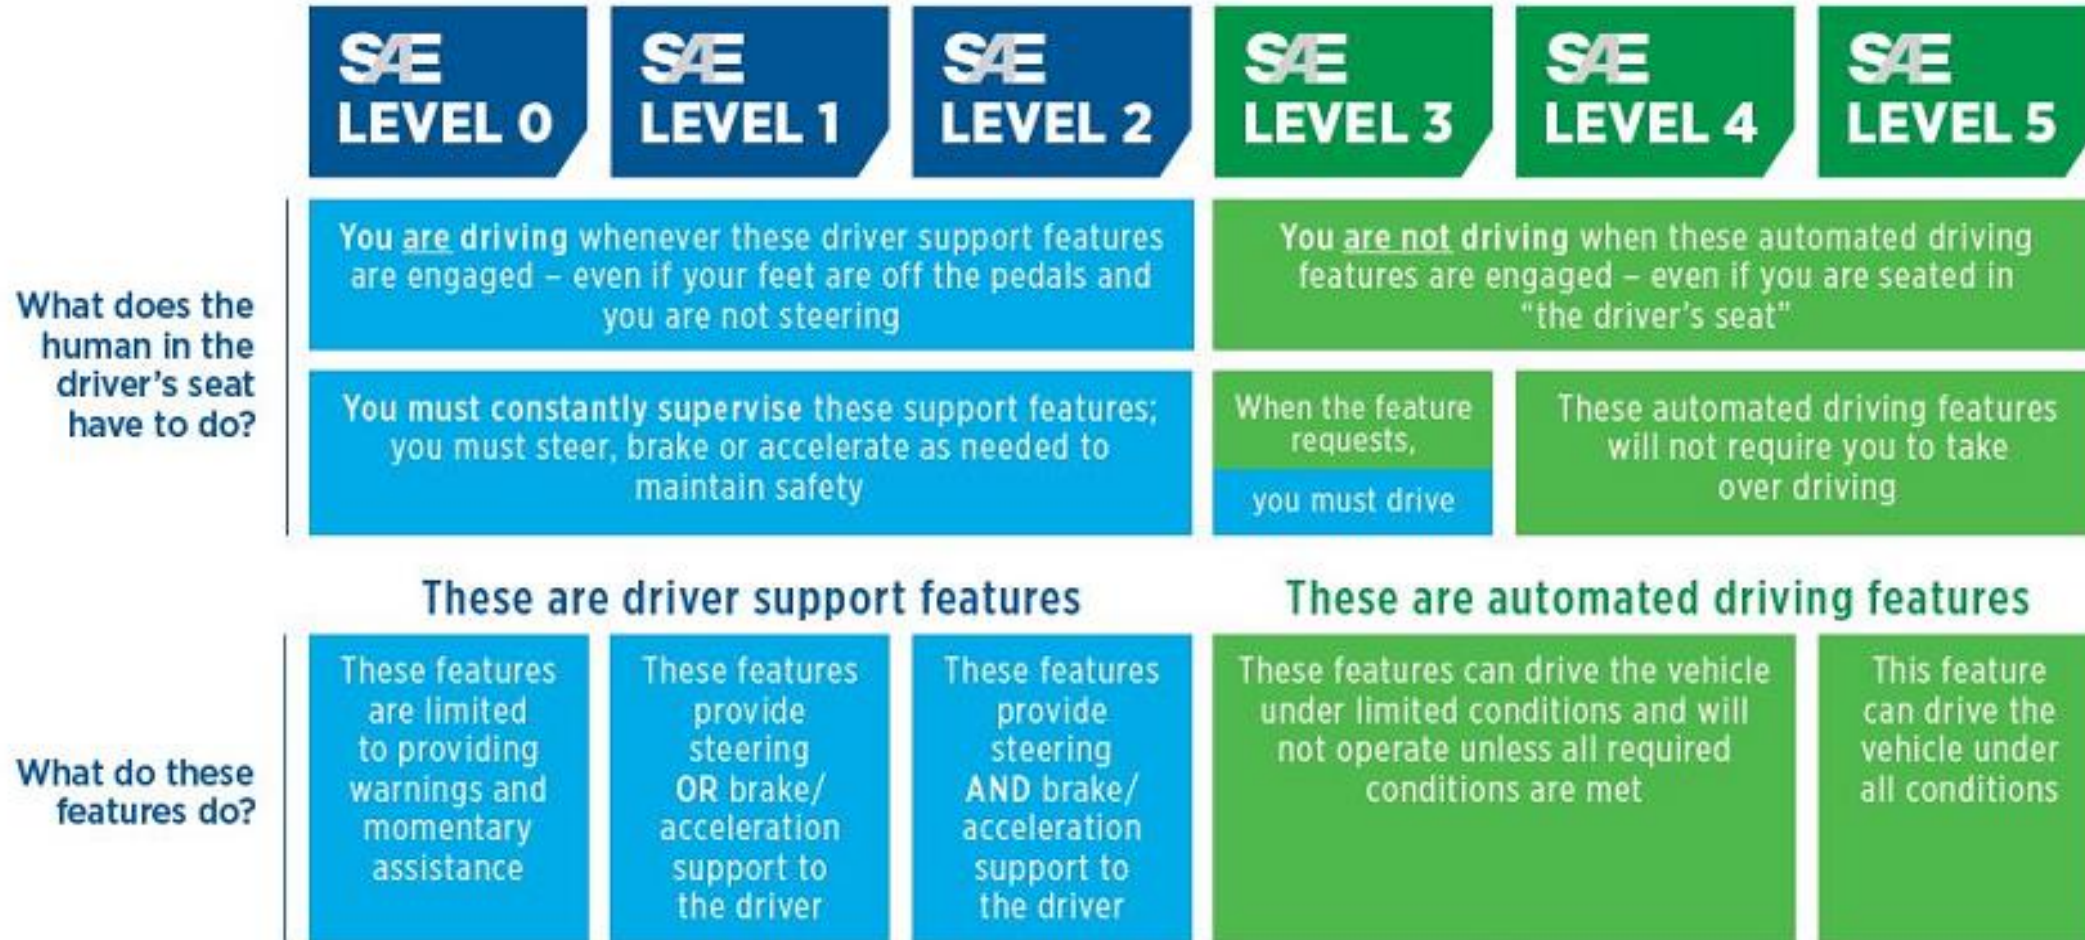 SAE
LEVEL 0
SAE
LEVEL 1
SAE
LEVEL 2
SAE
LEVEL 3
SAE
LEVEL 4
SAE
LEVEL 5
What does the
human in the
driver's seat
have to do?
You are driving whenever these driver support features
are engaged – even if your feet are off the pedals and
you are not steering
You are not driving when these automated driving
features are engaged – even if you are seated in
"the driver's seat"
You must constantly supervise these support features;
you must steer, brake or accelerate as needed to
maintain safety
When the feature
requests,
you must drive
These automated driving features
will not require you to take
over driving
These are driver support features
These are automated driving features
What do these
features do?
These features
are limited
to providing
warnings and
momentary
assistance
These features
provide
steering
OR brake/
acceleration
support to
the driver
These features
provide
steering
AND brake/
acceleration
support to
the driver
These features can drive the vehicle
under limited conditions and will
not operate unless all required
conditions are met
This feature
can drive the
vehicle under
all conditions